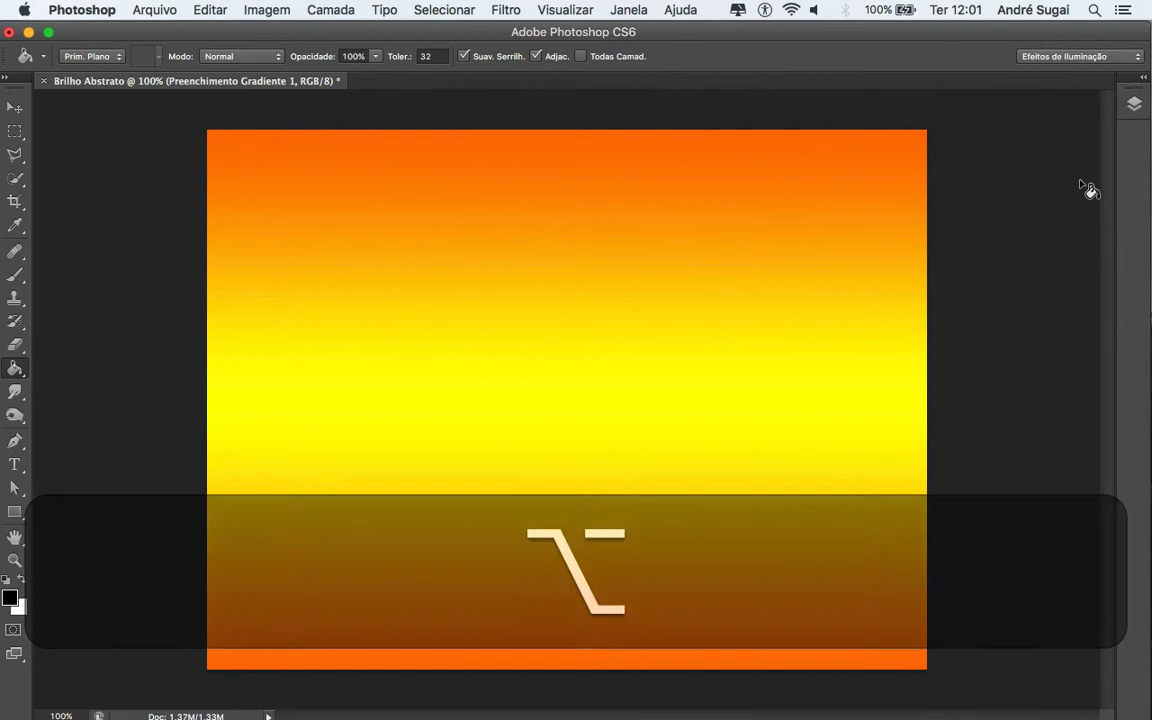 Photoshop Arquivo Editar Imagem Camada Tipo Selecionar Filtro Visualizar Janela Ajuda 100% Ter 12:01 André Sugai
Adobe Photoshop CS6
Prim. Plano Modo: Normal Opacidade: 100% Toler.: 32 Suav. Serrilh. Adjac. Todas Camad. Efeitos de Iluminação
Brilho Abstrato @ 100% (Preenchimento Gradiente 1, RGB/8) *
100% Doc: 1.37M/1.33M